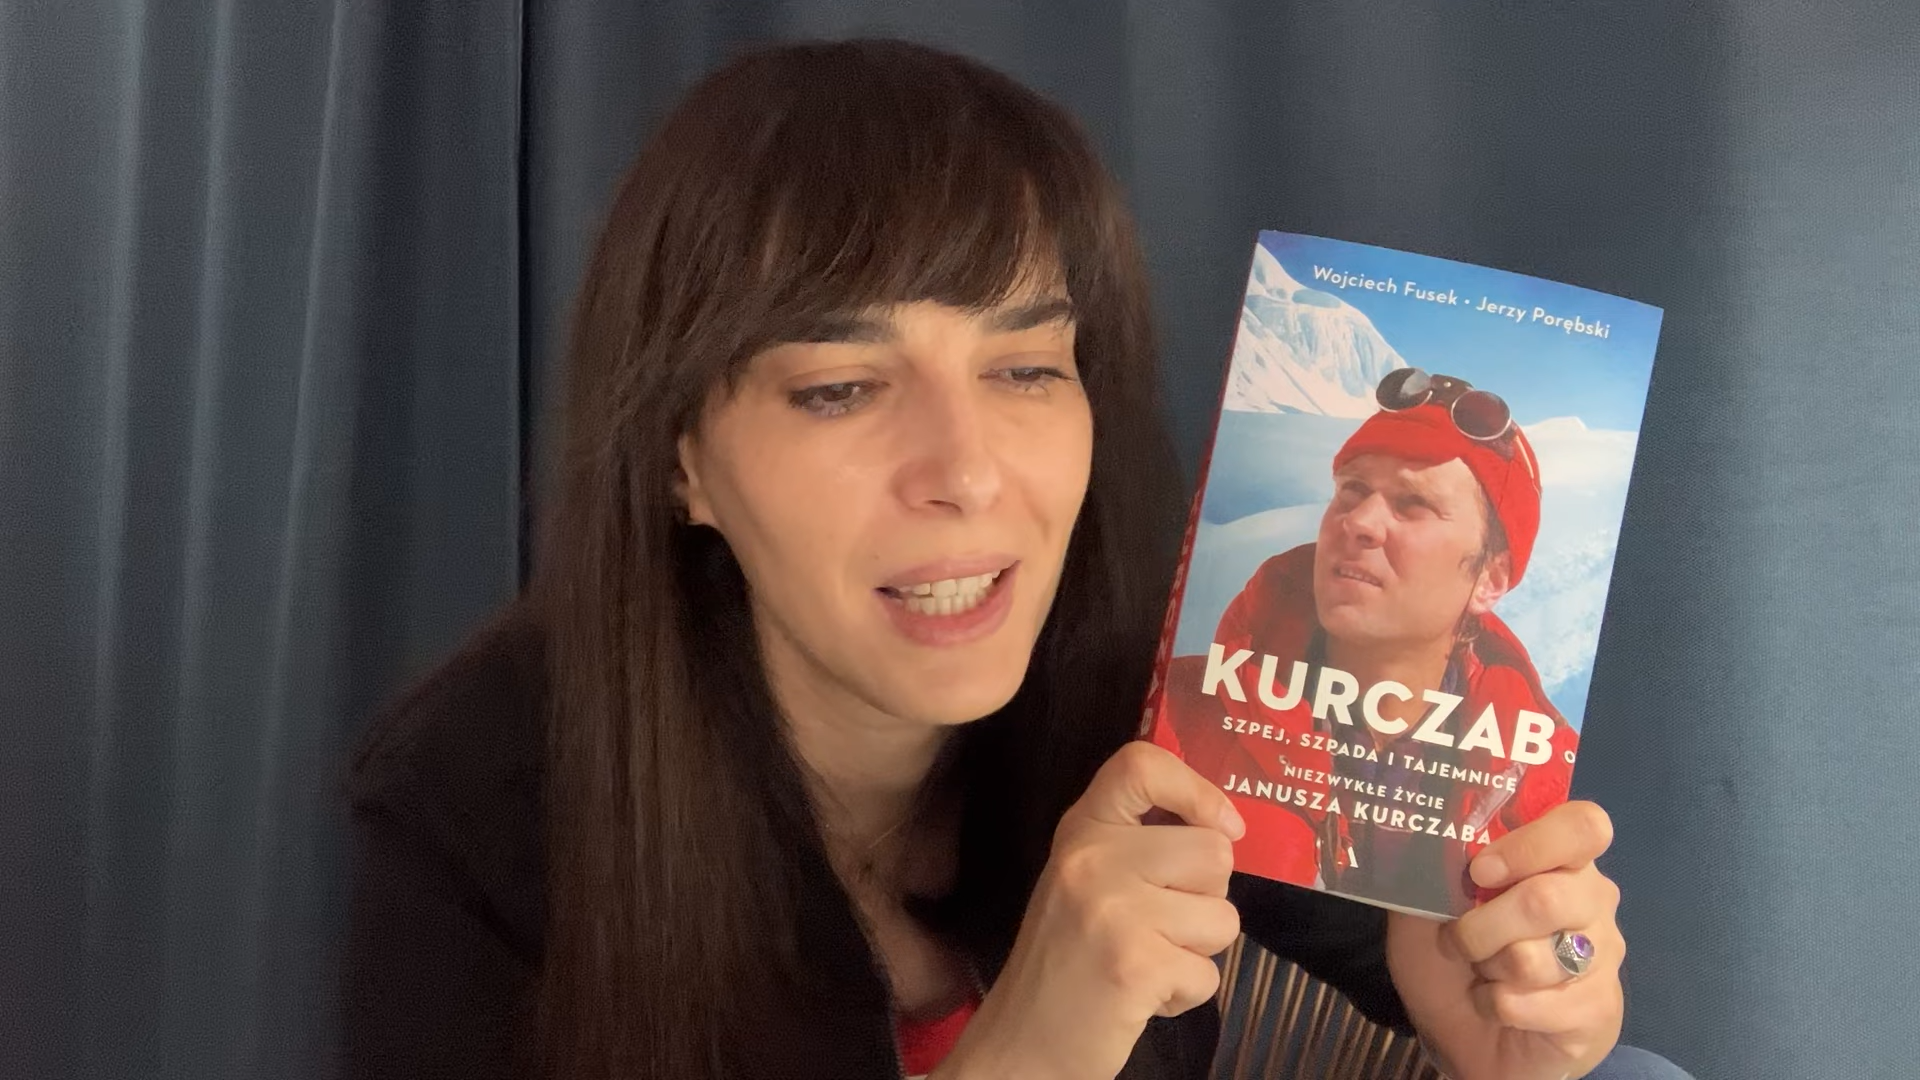 Wojciech Fusek • Jerzy Porębski
KURCZAB
SZPEJ, SZPADA I TAJEMNICE
NIEZWYKŁE ŻYCIE
JANUSZA KURCZABA